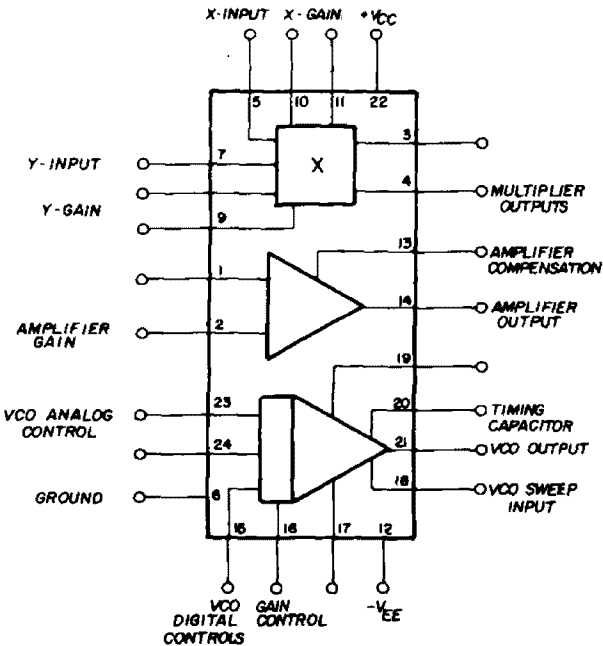 X-INPUT X-GAIN +VCC
5 10 11 22
Y-INPUT 7 X 3
4 MULTIPLIER
OUTPUTS
Y-GAIN
9
13 AMPLIFIER
COMPENSATION
1
14 AMPLIFIER
OUTPUT
AMPLIFIER
GAIN
2
19
VCO ANALOG
CONTROL
23
20 TIMING
CAPACITOR
24
21 VCO OUTPUT
GROUND 6
18 VCO SWEEP
INPUT
15 16 17 12
VCO
DIGITAL
CONTROLS
GAIN
CONTROL
-VEE